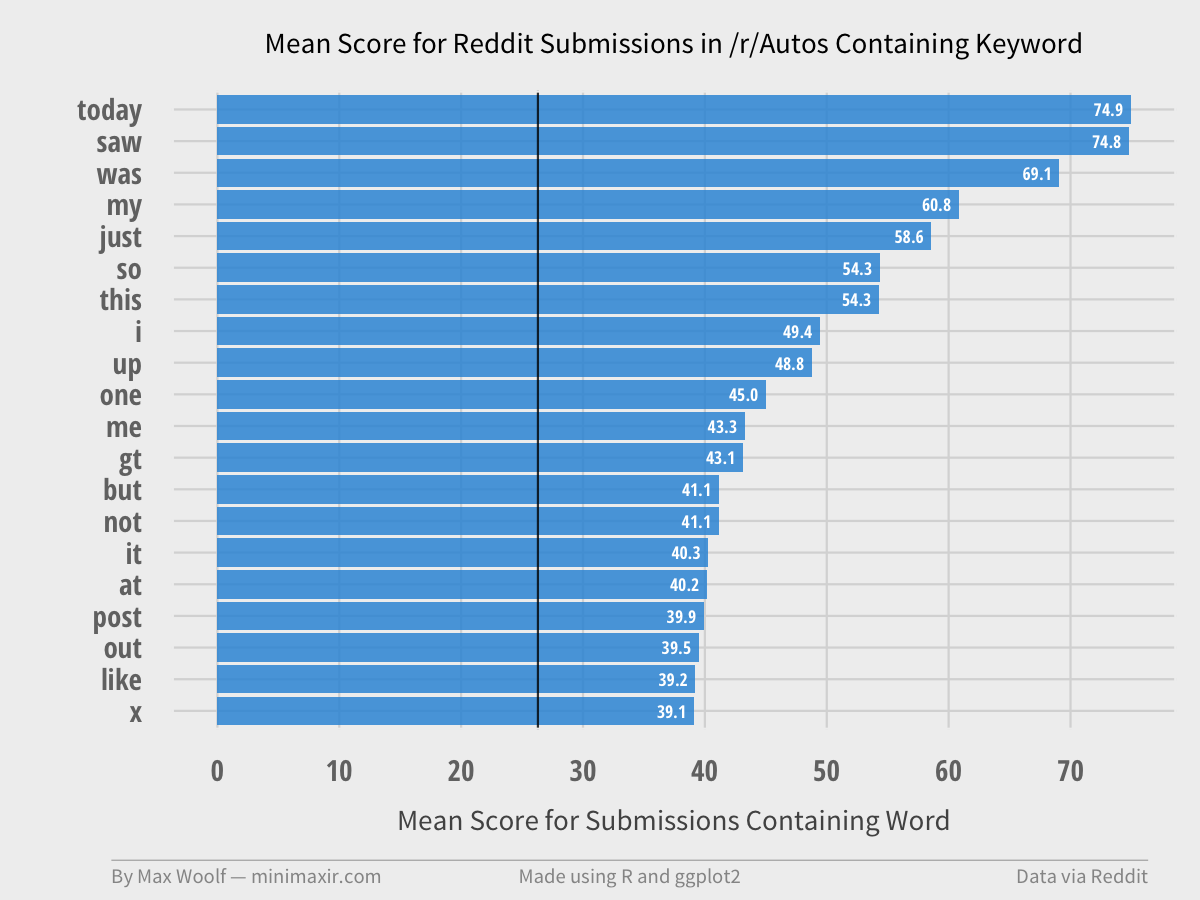 Mean Score for Reddit Submissions in /r/Autos Containing Keyword
today 74.9
saw 74.8
was 69.1
my 60.8
just 58.6
so 54.3
this 54.3
i 49.4
up 48.8
one 45.0
me 43.3
gt 43.1
but 41.1
not 41.1
it 40.3
at 40.2
post 39.9
out 39.5
like 39.2
x 39.1
0 10 20 30 40 50 60 70
Mean Score for Submissions Containing Word
By Max Woolf — minimaxir.com Made using R and ggplot2 Data via Reddit